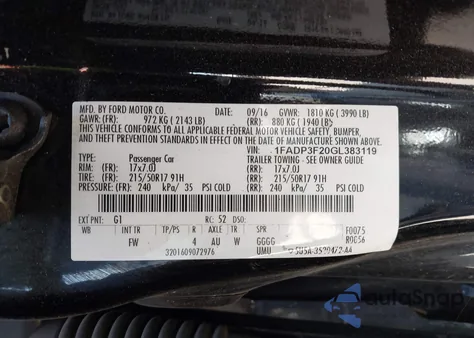 MFD. BY FORD MOTOR CO.
09/16 GVWR: 1810 KG ( 3990 LB)
GAWR: (FR) 972 KG ( 2143 LB) (RR) 880 KG ( 1940 LB)
THIS VEHICLE CONFORMS TO ALL APPLICABLE FEDERAL MOTOR VEHICLE SAFETY, BUMPER,
AND THEFT PREVENTION STANDARDS IN EFFECT ON THE DATE OF MANUFACTURE SHOWN ABOVE.
VIN: 1FADP3F20GL383119
TYPE: Passenger Car TOWING/TRAILERING - SEE OWNER GUIDE
RIM: (FR) 17x7.0J (RR) 17x7.0J
TIRE: (FR) 215/50R17 91H (RR) 215/50R17 91H
PRESSURE: (FR) 240 kPa/ 35 PSI COLD (RR) 240 kPa/ 35 PSI COLD
EXT PNT: G1 RC: 52 DSO:
WB INT TR TP/PS R AXLE TR SPR F0075
FW 4 AU W GGGG R0056
3201609072976 UMU
AutoSnap